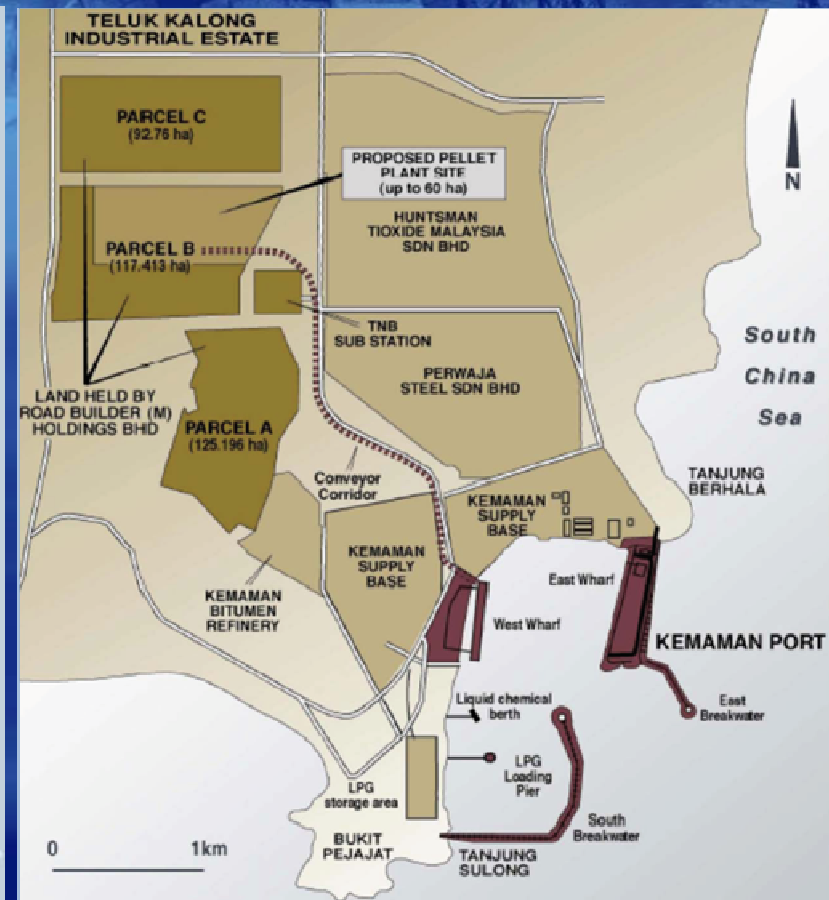 TELUK KALONG
INDUSTRIAL ESTATE
PARCEL C
(92.76 ha)
PROPOSED PELLET
PLANT SITE
(up to 60 ha)
N
HUNTSMAN
TIOXIDE MALAYSIA
SDN BHD
PARCEL B
(117.413 ha)
TNB
SUB STATION
South
China
Sea
PERWAJA
STEEL SDN BHD
LAND HELD BY
ROAD BUILDER (M)
HOLDINGS BHD
PARCEL A
(125.196 ha)
Conveyor
Corridor
TANJUNG
BERHALA
KEMAMAN
SUPPLY
BASE
KEMAMAN
SUPPLY
BASE
East Wharf
KEMAMAN
BITUMEN
REFINERY
West Wharf
KEMAMAN PORT
Liquid chemical
berth
East
Breakwater
LPG
Loading
Pier
LPG
storage area
South
Breakwater
BUKIT
PEJAJAT
TANJUNG
SULONG
0 1km